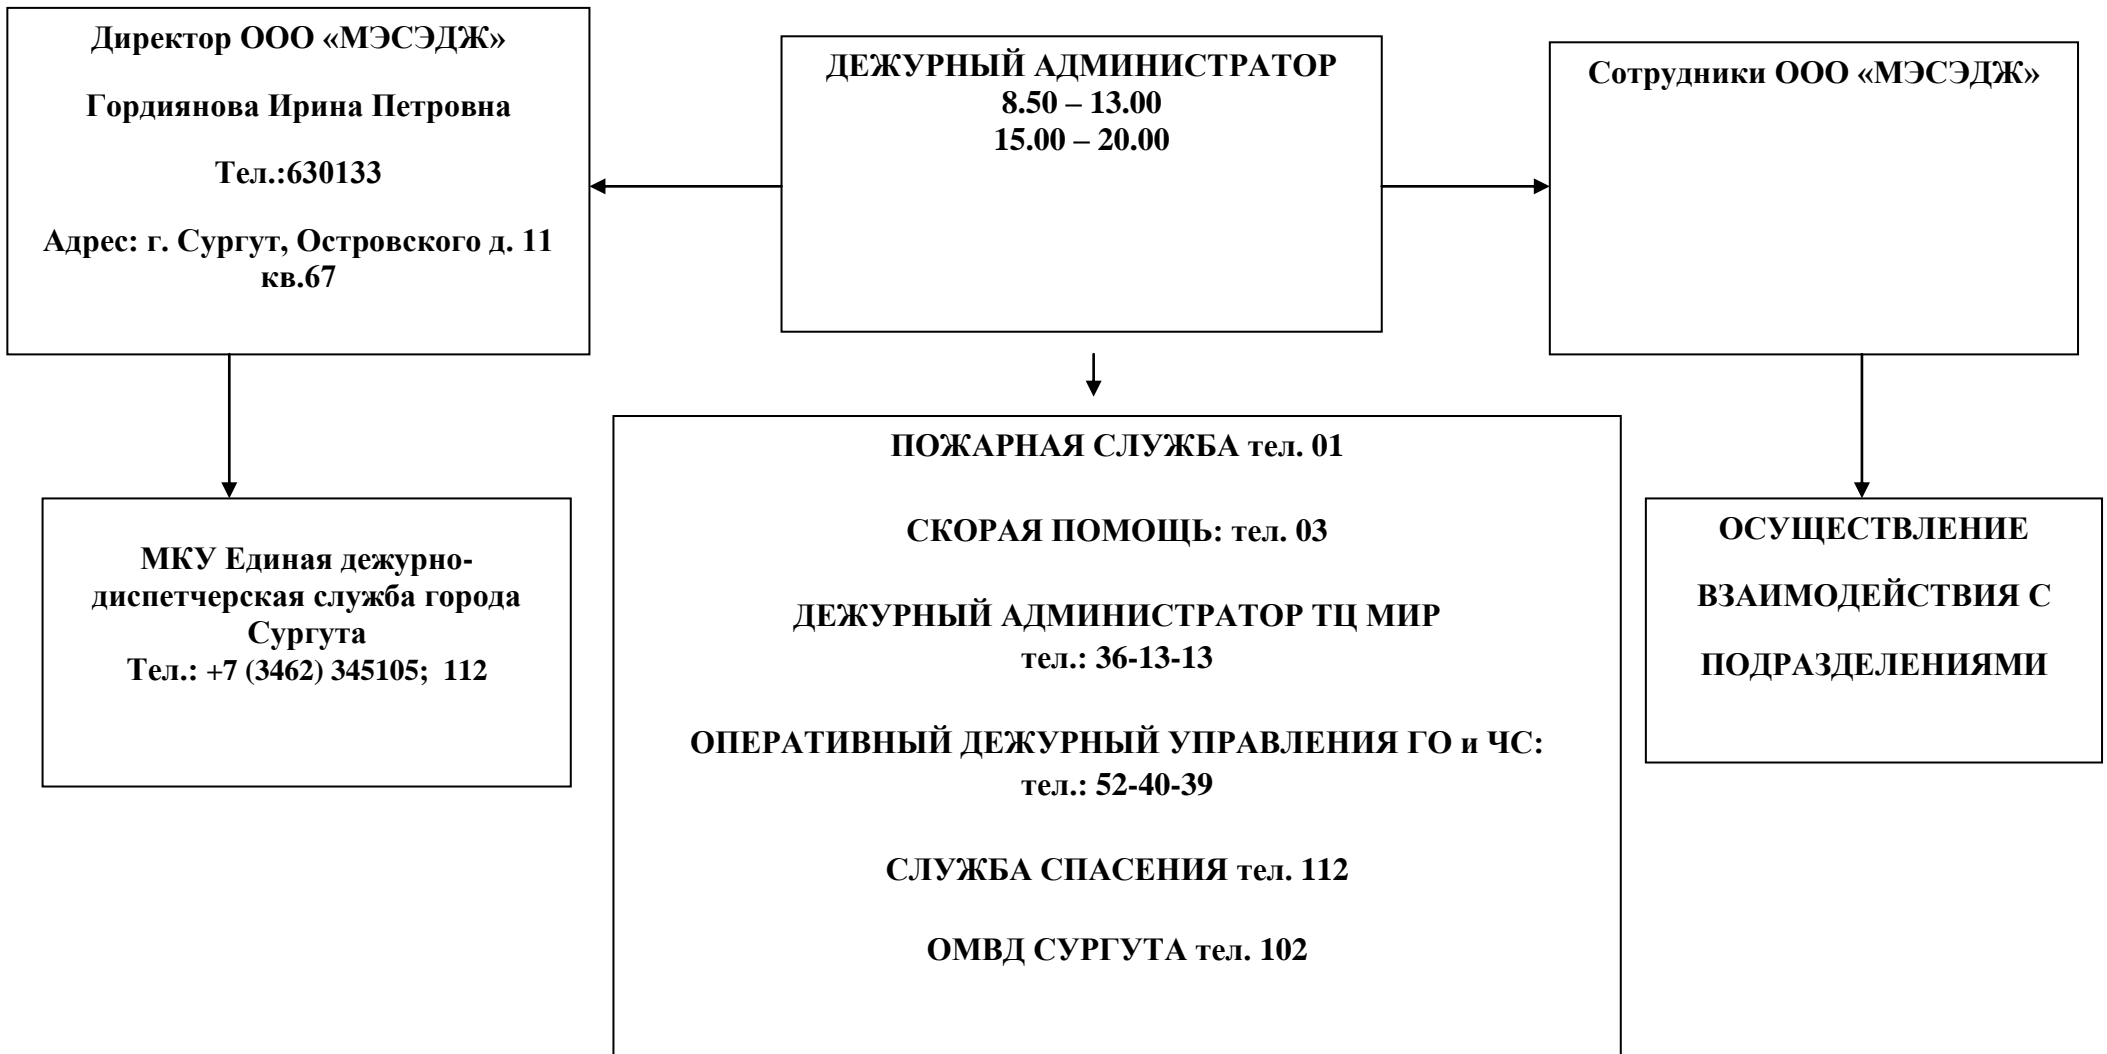 Директор ООО «МЭСЭДЖ»
Гордиянова Ирина Петровна
Тел.:630133
Адрес: г. Сургут, Островского д. 11
кв.67
ДЕЖУРНЫЙ АДМИНИСТРАТОР
8.50 – 13.00
15.00 – 20.00
Сотрудники ООО «МЭСЭДЖ»
МКУ Единая дежурно-
диспетчерская служба города
Сургута
Тел.: +7 (3462) 345105; 112
ПОЖАРНАЯ СЛУЖБА тел. 01
СКОРАЯ ПОМОЩЬ: тел. 03
ДЕЖУРНЫЙ АДМИНИСТРАТОР ТЦ МИР
тел.: 36-13-13
ОПЕРАТИВНЫЙ ДЕЖУРНЫЙ УПРАВЛЕНИЯ ГО и ЧС:
тел.: 52-40-39
СЛУЖБА СПАСЕНИЯ тел. 112
ОМВД СУРГУТА тел. 102
ОСУЩЕСТВЛЕНИЕ
ВЗАИМОДЕЙСТВИЯ С
ПОДРАЗДЕЛЕНИЯМИ